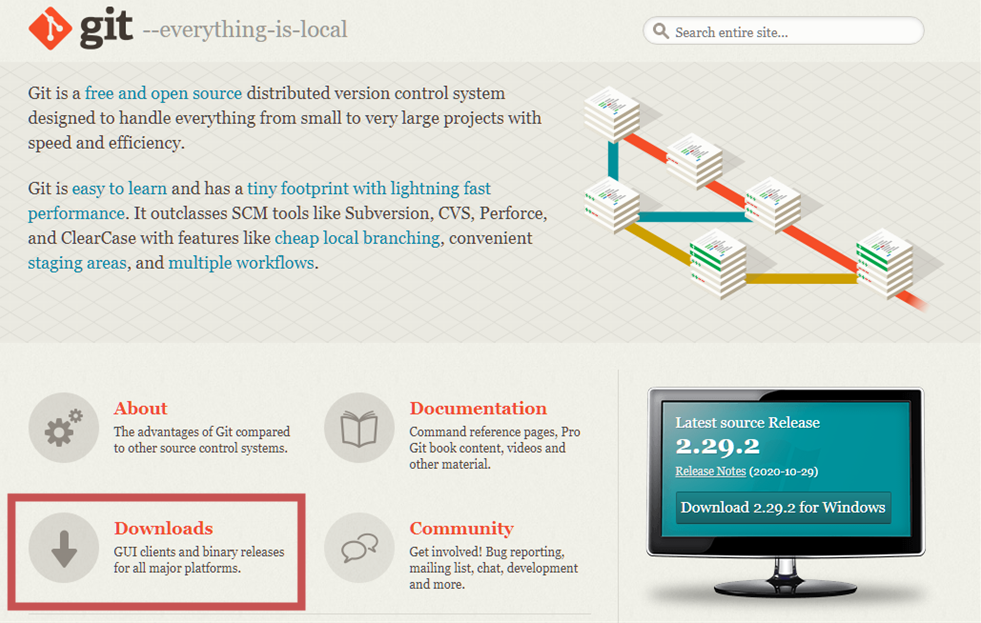 git --everything-is-local
Search entire site...
Git is a free and open source distributed version control system
designed to handle everything from small to very large projects with
speed and efficiency.
Git is easy to learn and has a tiny footprint with lightning fast
performance. It outclasses SCM tools like Subversion, CVS, Perforce,
and ClearCase with features like cheap local branching, convenient
staging areas, and multiple workflows.
About
The advantages of Git compared
to other source control systems.
Documentation
Command reference pages, Pro
Git book content, videos and
other material.
Downloads
GUI clients and binary releases
for all major platforms.
Community
Get involved! Bug reporting,
mailing list, chat, development
and more.
Latest source Release
2.29.2
Release Notes (2020-10-29)
Download 2.29.2 for Windows